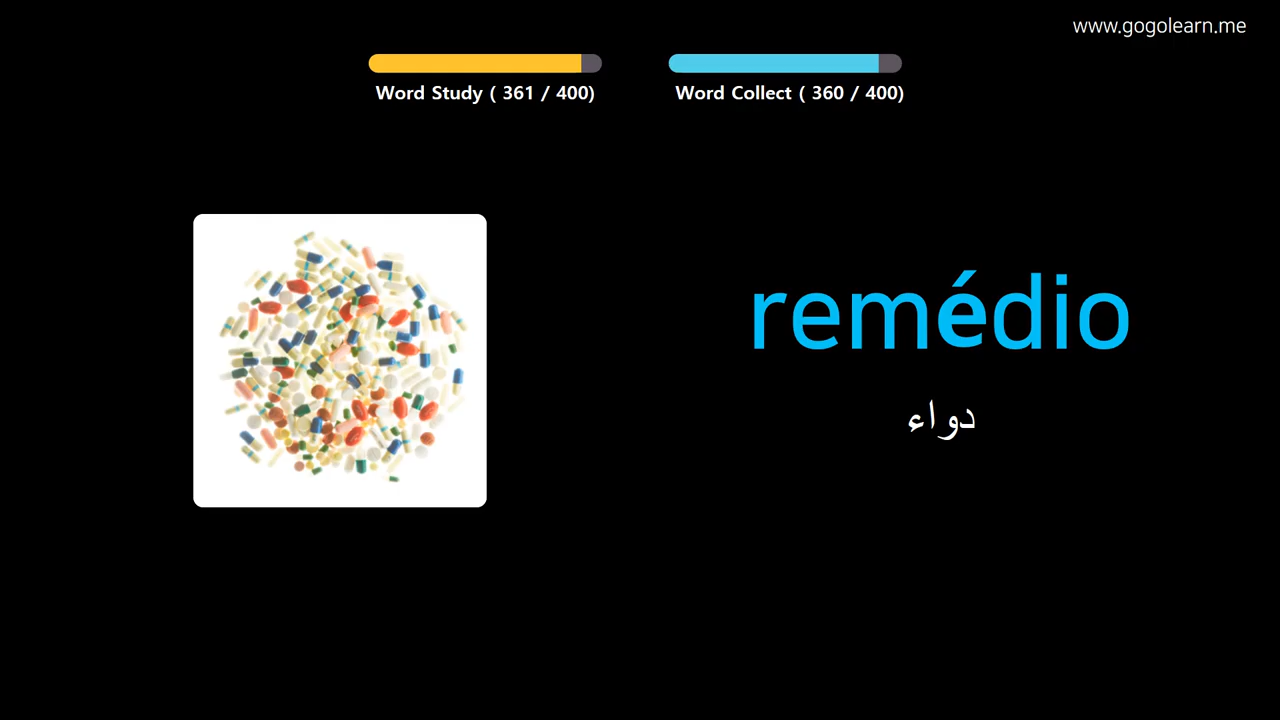 www.gogolearn.me
Word Study ( 361 / 400)
Word Collect ( 360 / 400)
remédio
دواء